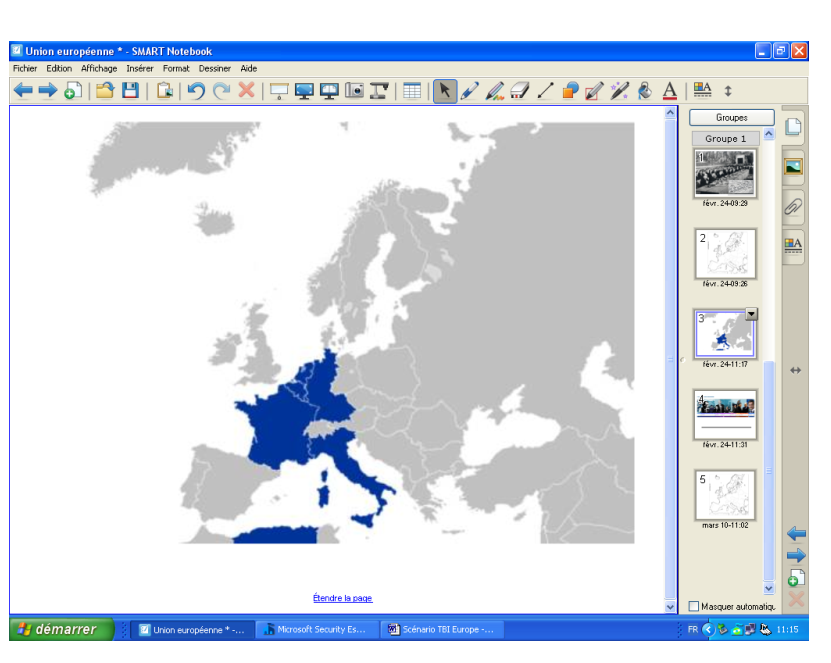 Union européenne * - SMART Notebook
Fichier Edition Affichage Insérer Format Dessiner Aide
Groupes
Groupe 1
1
févr. 24-09:29
2
févr. 24-09:26
3
févr. 24-11:17
4
févr. 24-11:31
5
mars 10-11:02
Étendre la page
Masquer automatiq.
démarrer
Union européenne * -...
Microsoft Security Es...
Scénario TBI Europe -...
FR
11:15